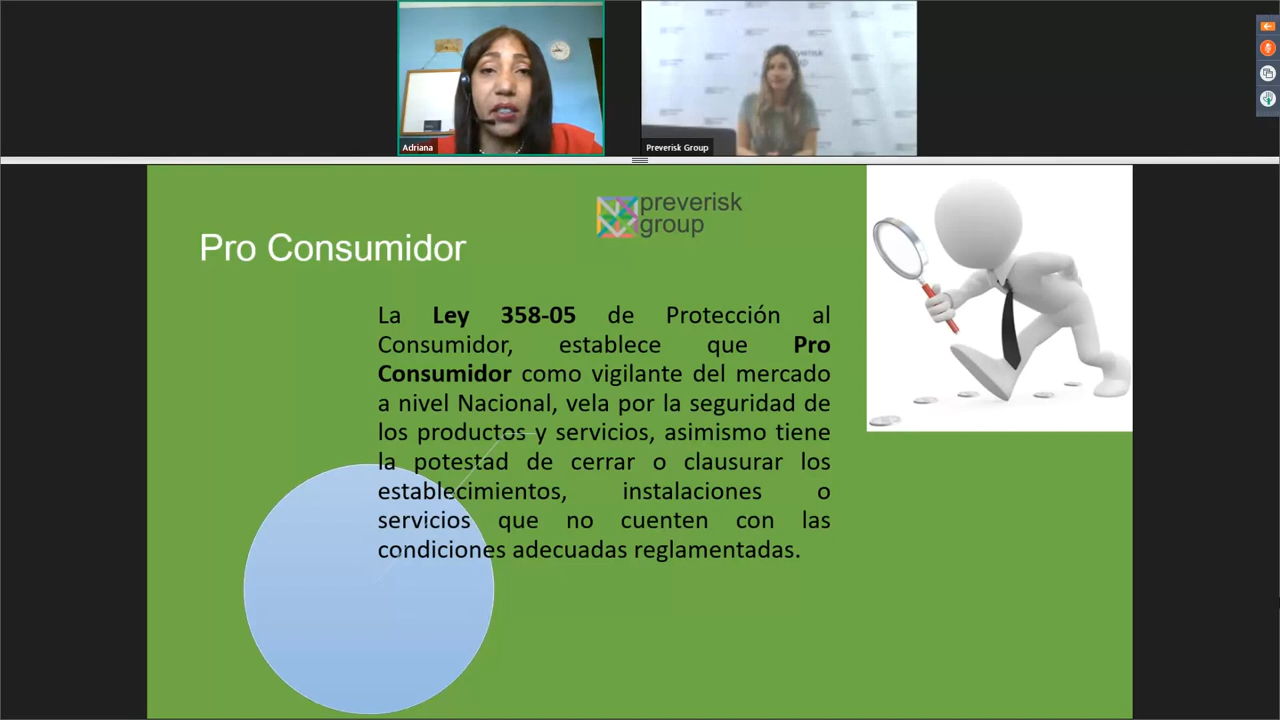 Adriana
Preverisk Group
preverisk
group
Pro Consumidor
La Ley 358-05 de Protección al
Consumidor, establece que Pro
Consumidor como vigilante del mercado
a nivel Nacional, vela por la seguridad de
los productos y servicios, asimismo tiene
la potestad de cerrar o clausurar los
establecimientos, instalaciones o
servicios que no cuenten con las
condiciones adecuadas reglamentadas.